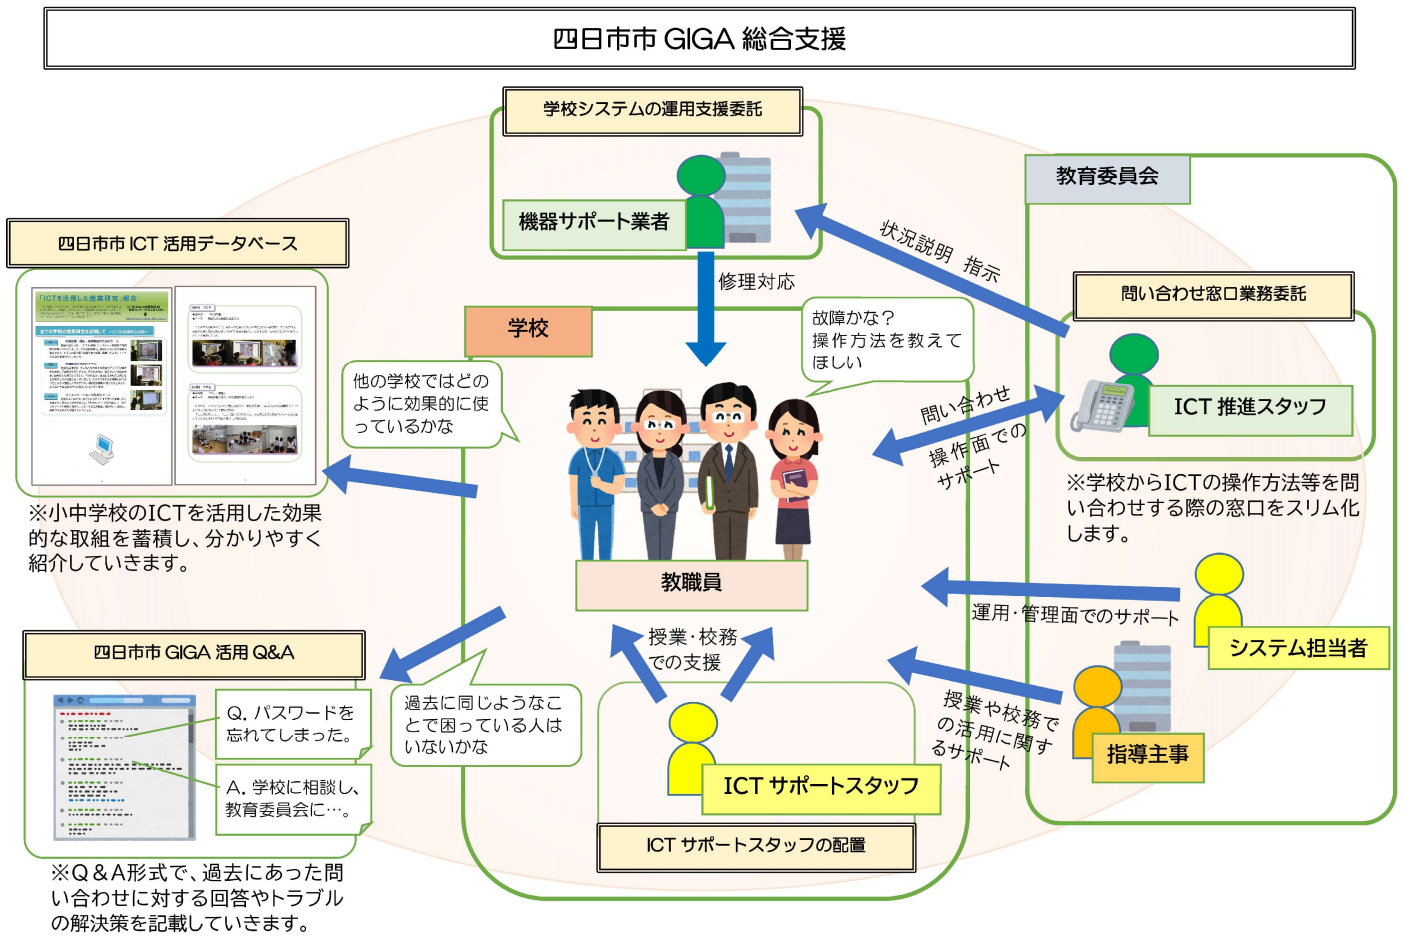 四日市市 GIGA 総合支援
学校システムの運用支援委託
機器サポート業者
教育委員会
状況説明　指示
修理対応
四日市市 ICT 活用データベース
「ICTを活用した授業研究」報告
※小中学校のICTを活用した効果
的な取組を蓄積し、分かりやすく
紹介していきます。
学校
故障かな?
操作方法を教えて
ほしい
他の学校ではどの
ように効果的に使
っているかな
問い合わせ窓口業務委託
ICT 推進スタッフ
問い合わせ
操作面での
サポート
※学校からICTの操作方法等を問
い合わせする際の窓口をスリム化
します。
教職員
運用・管理面でのサポート
システム担当者
授業・校務
での支援
授業や校務で
の活用に関す
るサポート
指導主事
四日市市 GIGA 活用 Q&A
Q．パスワードを
忘れてしまった。
A．学校に相談し、
教育委員会に…。
過去に同じようなこ
とで困っている人は
いないかな
ICT サポートスタッフ
ICT サポートスタッフの配置
※Q＆A形式で、過去にあった問
い合わせに対する回答やトラブル
の解決策を記載していきます。